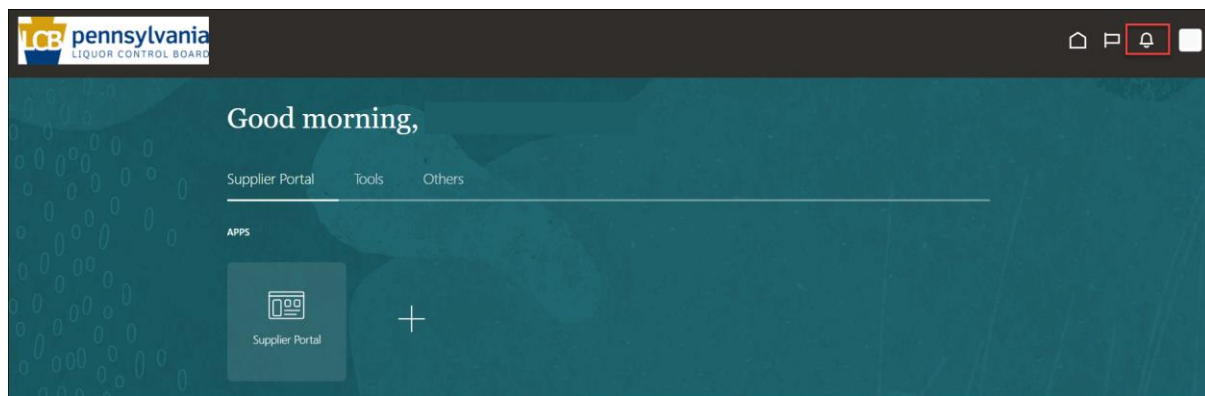 LCB pennsylvania
LIQUOR CONTROL BOARD
Good morning,
Supplier Portal Tools Others
APPS
Supplier Portal